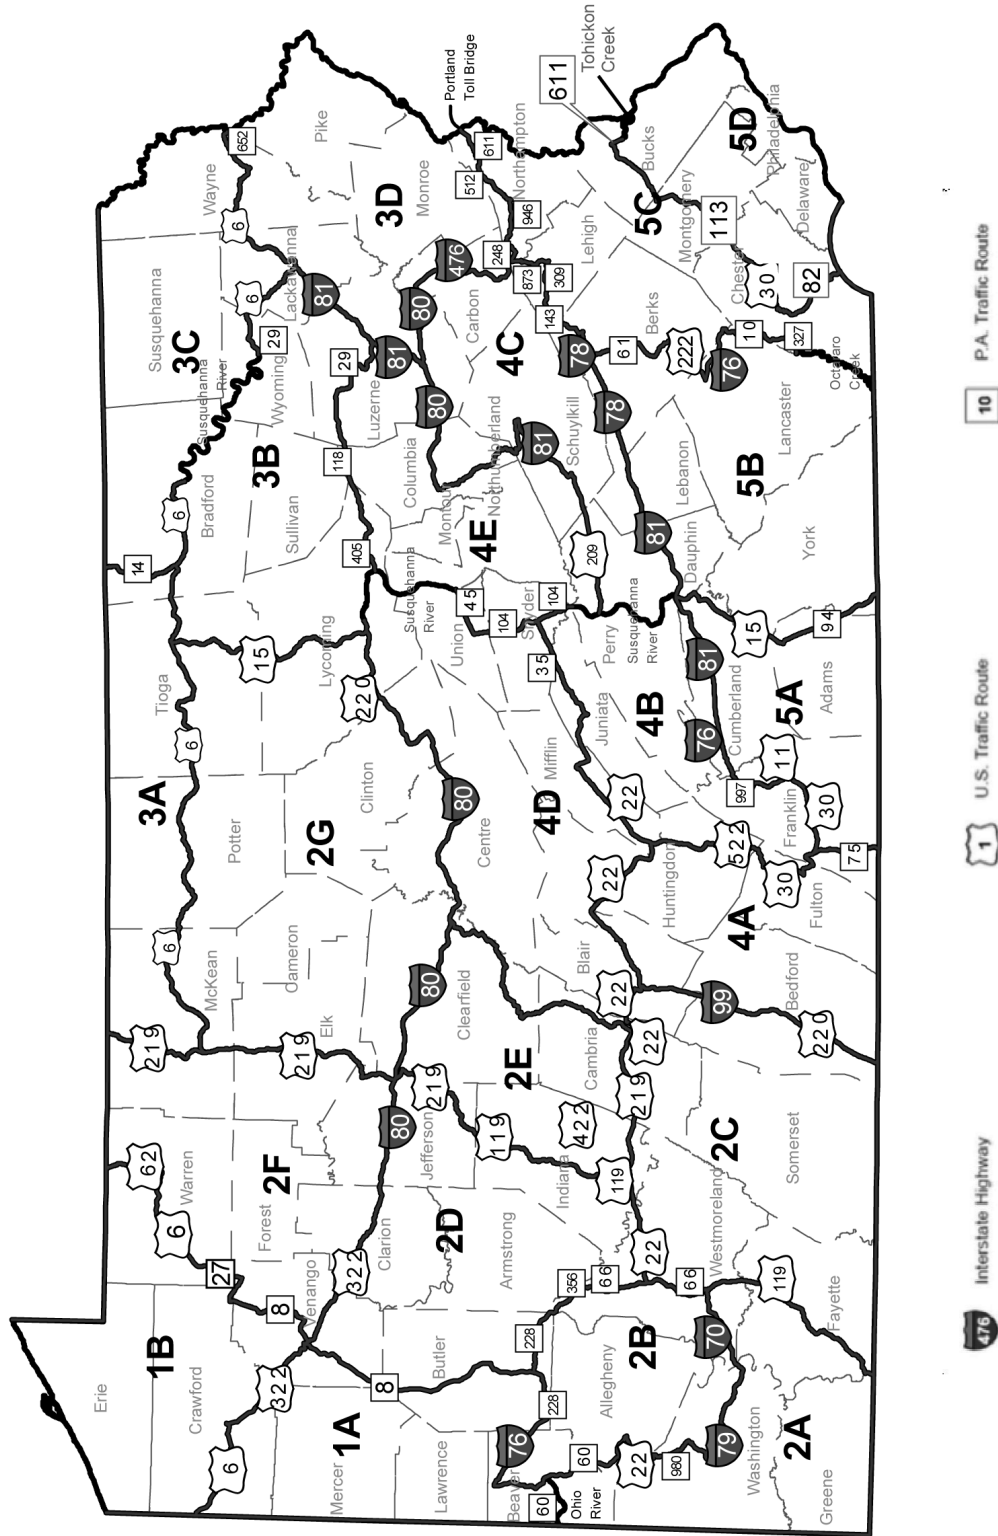 Erie
1B
Crawford
6
322
62
Warren
6
27
8
2F
Forest
Venango
322
219
6
McKean
219
Elk
Cameron
3A
Potter
6
Tioga
2G
Clinton
15
Lycoming
220
14
6
Bradford
Susquehanna
River
3B
Sullivan
118
405
3C
Susquehanna
Wyoming
29
29
6
6
Wayne
652
Lackawanna
81
81
Luzerne
Pike
3D
Monroe
Portland
Toll Bridge
1A
Mercer
Lawrence
8
Butler
Beaver
76
60
60
Ohio
River
228
228
2D
Clarion
Armstrong
80
Jefferson
219
119
80
Clearfield
2E
422
Indiana
119
356
66
66
22
219
22
22
Cambria
Blair
80
Centre
4D
Mifflin
22
22
Huntingdon
35
Juniata
Susquehanna
River
Union
45
104
104
Snyder
4E
Montour
Columbia
Northumberland
80
81
80
476
Carbon
4C
Schuylkill
209
248
873
309
143
512
611
946
Northampton
Lehigh
611
Tohickon
Creek
Bucks
2B
Allegheny
22
980
79
70
Washington
2A
Greene
Westmoreland
119
Fayette
2C
Somerset
99
220
Bedford
4A
522
30
Fulton
75
Franklin
30
11
997
76
81
Cumberland
4B
Perry
Susquehanna
River
5A
Adams
15
94
York
81
Dauphin
Lebanon
78
78
61
Berks
222
76
10
327
5B
Lancaster
Octoraro
Creek
5C
Montgomery
113
Chester
30
82
Delaware
5D
Philadelphia
476 Interstate Highway
1 U.S. Traffic Route
10 P.A. Traffic Route